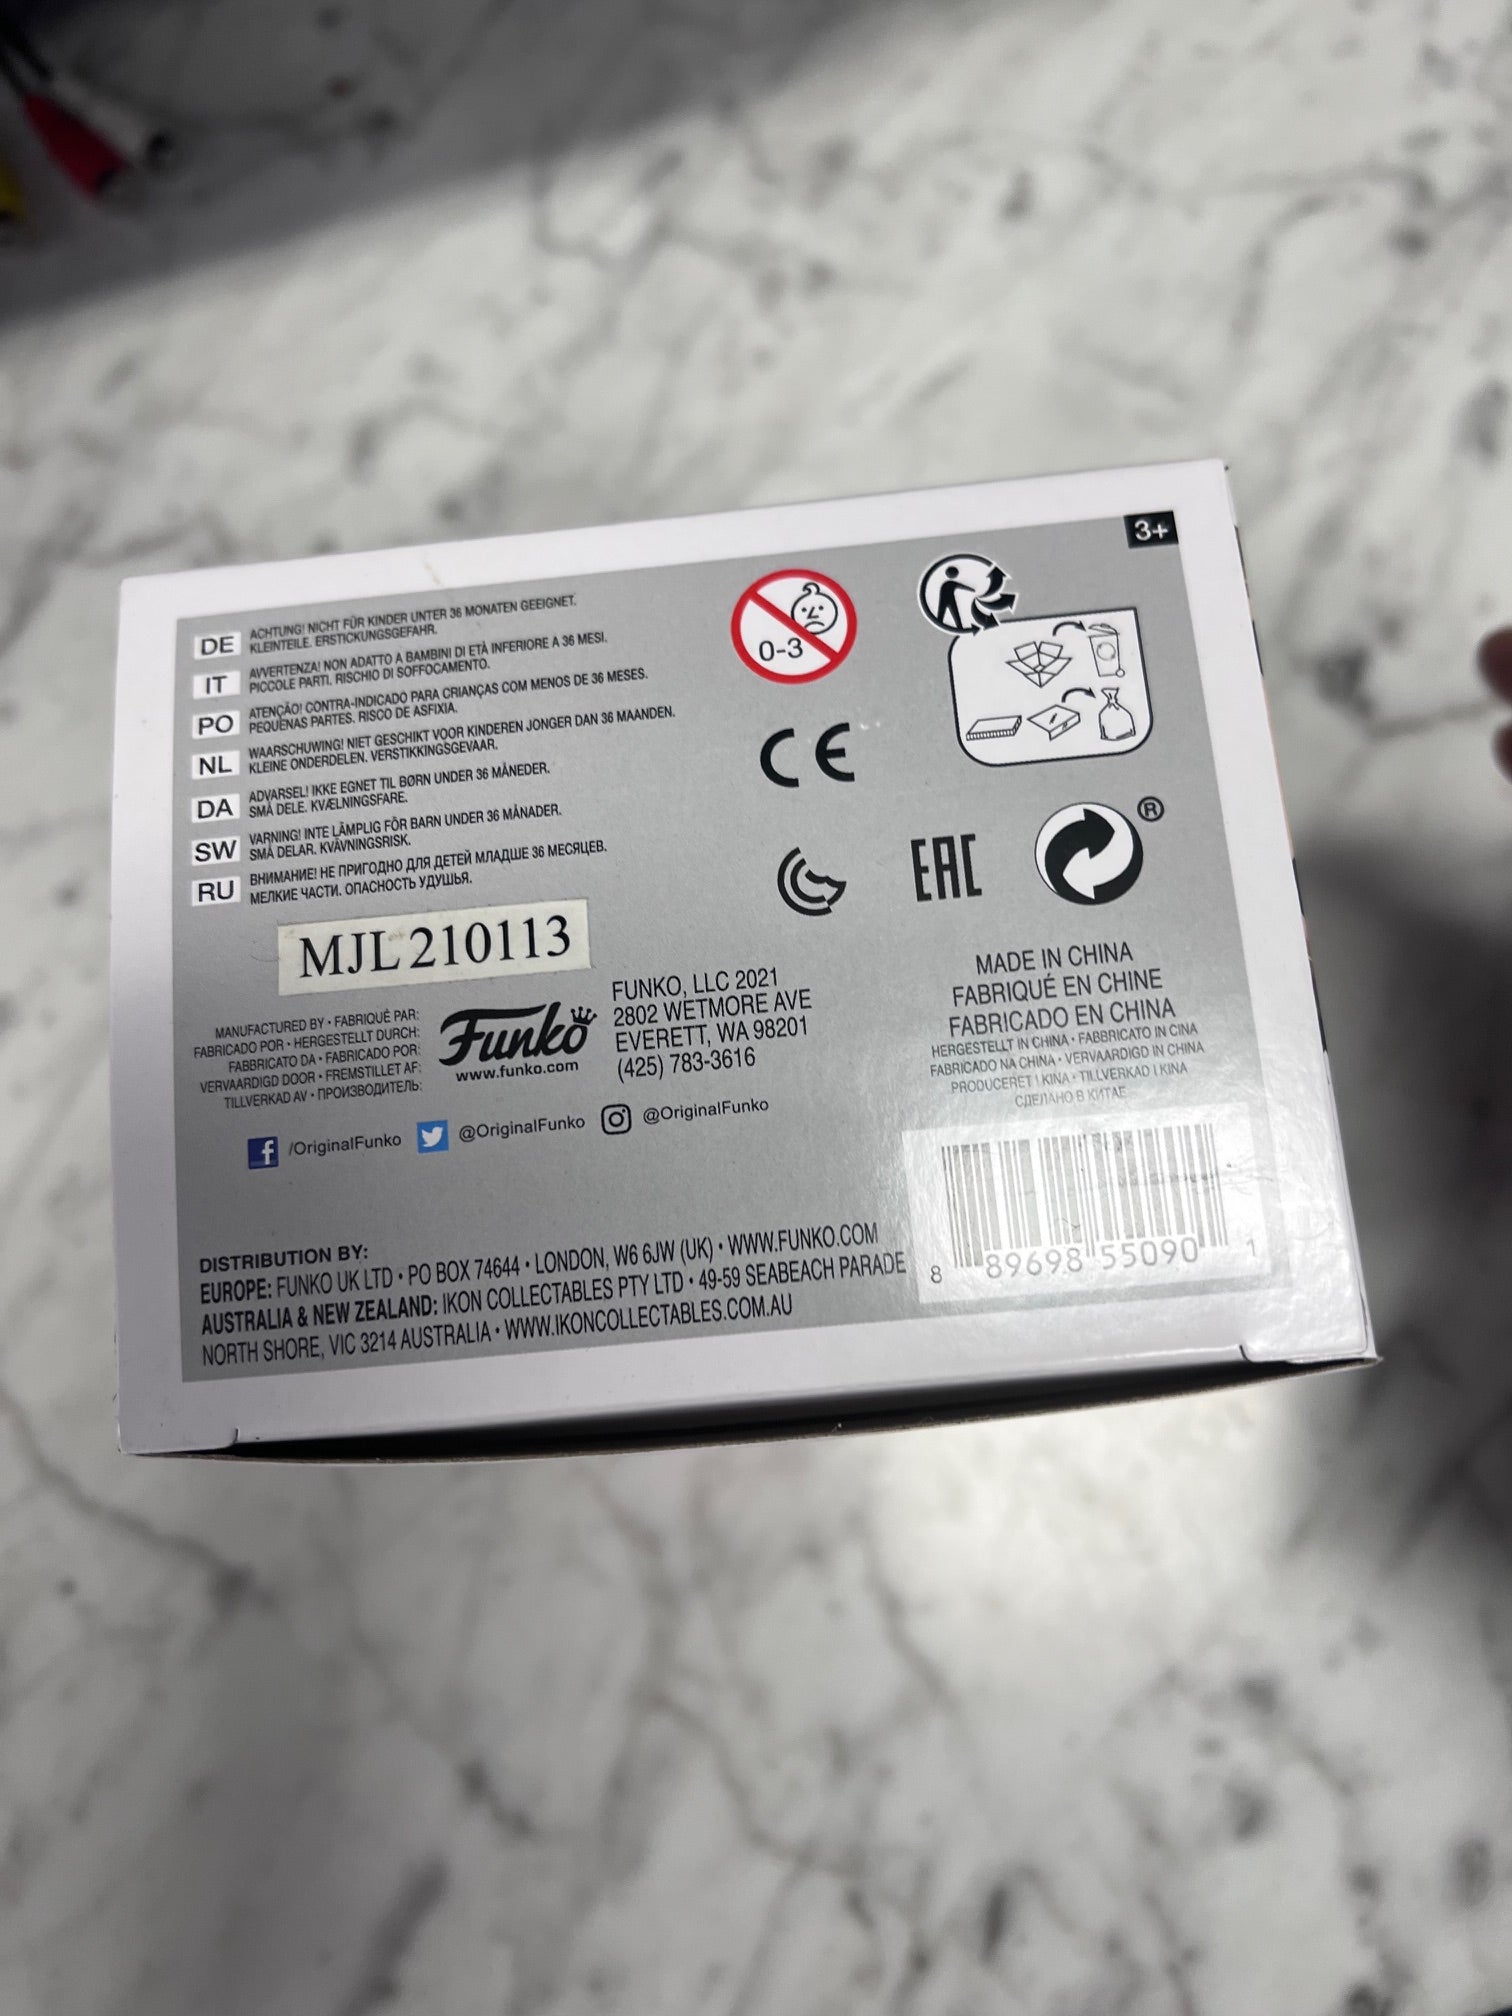 3+
DE ACHTUNG! NICHT FÜR KINDER UNTER 36 MONATEN GEEIGNET.
KLEINTEILE. ERSTICKUNGSGEFAHR.
IT AVVERTENZA! NON ADATTO A BAMBINI DI ETÀ INFERIORE A 36 MESI.
PICCOLE PARTI. RISCHIO DI SOFFOCAMENTO.
PO ATENÇÃO! CONTRA-INDICADO PARA CRIANÇAS COM MENOS DE 36 MESES.
PEQUENAS PARTES. RISCO DE ASFIXIA.
NL WAARSCHUWING! NIET GESCHIKT VOOR KINDEREN JONGER DAN 36 MAANDEN.
KLEINE ONDERDELEN. VERSTIKKINGSGEVAAR.
DA ADVARSEL! IKKE EGNET TIL BØRN UNDER 36 MÅNEDER.
SMÅ DELE. KVÆLNINGSFARE.
SW VARNING! INTE LÄMPLIG FÖR BARN UNDER 36 MÅNADER.
SMÅ DELAR. KVÄVNINGSRISK.
RU ВНИМАНИЕ! НЕ ПРИГОДНО ДЛЯ ДЕТЕЙ МЛАДШЕ 36 МЕСЯЦЕВ.
МЕЛКИЕ ЧАСТИ. ОПАСНОСТЬ УДУШЬЯ.
0-3
CE
EAC
®
MJL 210113
MANUFACTURED BY • FABRIQUÉ PAR:
FABRICADO POR • HERGESTELLT DURCH:
FABBRICATO DA • FABRICADO POR:
VERVAARDIGD DOOR • FREMSTILLET AF:
TILLVERKAD AV • ПРОИЗВОДИТЕЛЬ:
Funko
www.funko.com
FUNKO, LLC 2021
2802 WETMORE AVE
EVERETT, WA 98201
(425) 783-3616
/OriginalFunko @OriginalFunko @OriginalFunko
MADE IN CHINA
FABRIQUÉ EN CHINE
FABRICADO EN CHINA
HERGESTELLT IN CHINA • FABBRICATO IN CINA
FABRICADO NA CHINA • VERVAARDIGD IN CHINA
PRODUCERET I KINA • TILLVERKAD I KINA
СДЕЛАНО В КИТАЕ
DISTRIBUTION BY:
EUROPE: FUNKO UK LTD • PO BOX 74644 • LONDON, W6 6JW (UK) • WWW.FUNKO.COM
AUSTRALIA & NEW ZEALAND: IKON COLLECTABLES PTY LTD • 49-59 SEABEACH PARADE
NORTH SHORE, VIC 3214 AUSTRALIA • WWW.IKONCOLLECTABLES.COM.AU
8 89698 55090 1